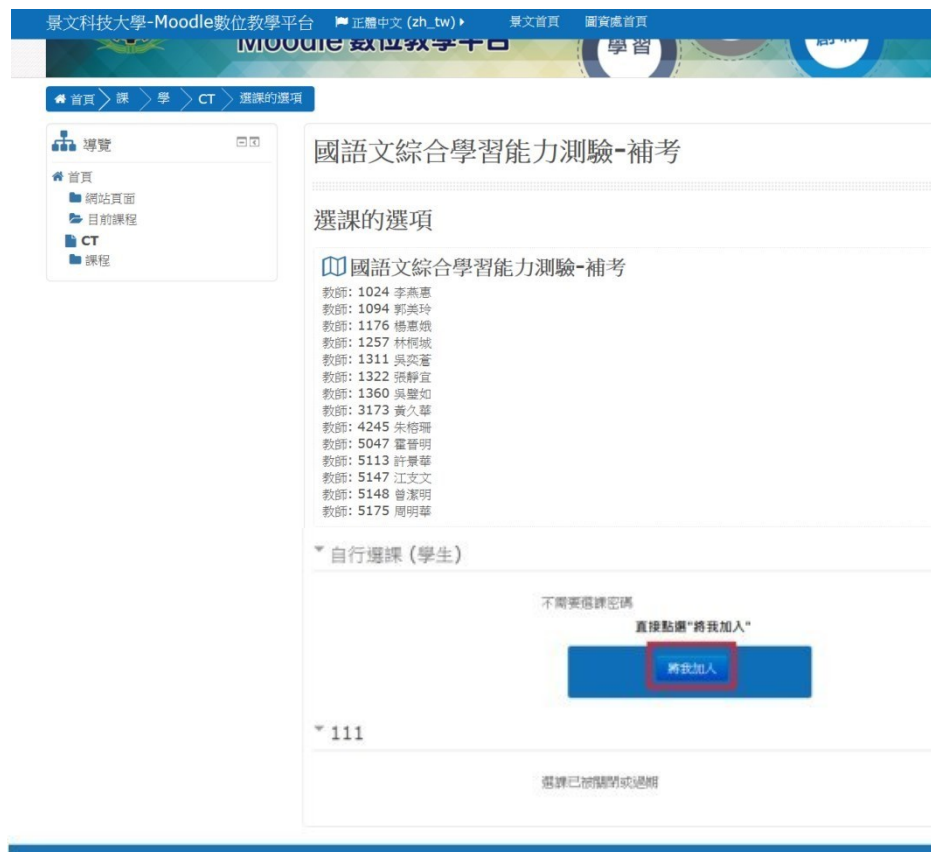 景文科技大學-Moodle數位教學平台 正體中文 (zh_tw) 景文首頁 圖資處首頁
Moodle 數位教學平台
學習
創新
首頁 課 學 CT 選課的選項
導覽
首頁
網站頁面
目前課程
CT
課程
國語文綜合學習能力測驗-補考
選課的選項
國語文綜合學習能力測驗-補考
教師: 1024 李燕惠
教師: 1094 郭美玲
教師: 1176 楊惠娥
教師: 1257 林桐城
教師: 1311 吳奕蒼
教師: 1322 張靜宜
教師: 1360 吳璧如
教師: 3173 黃久華
教師: 4245 朱榕珊
教師: 5047 霍晉明
教師: 5113 許景華
教師: 5147 江支文
教師: 5148 曾潔明
教師: 5175 周明華
自行選課 (學生)
不需要選課密碼
直接點選"將我加入"
將我加入
111
選課已被關閉或過期